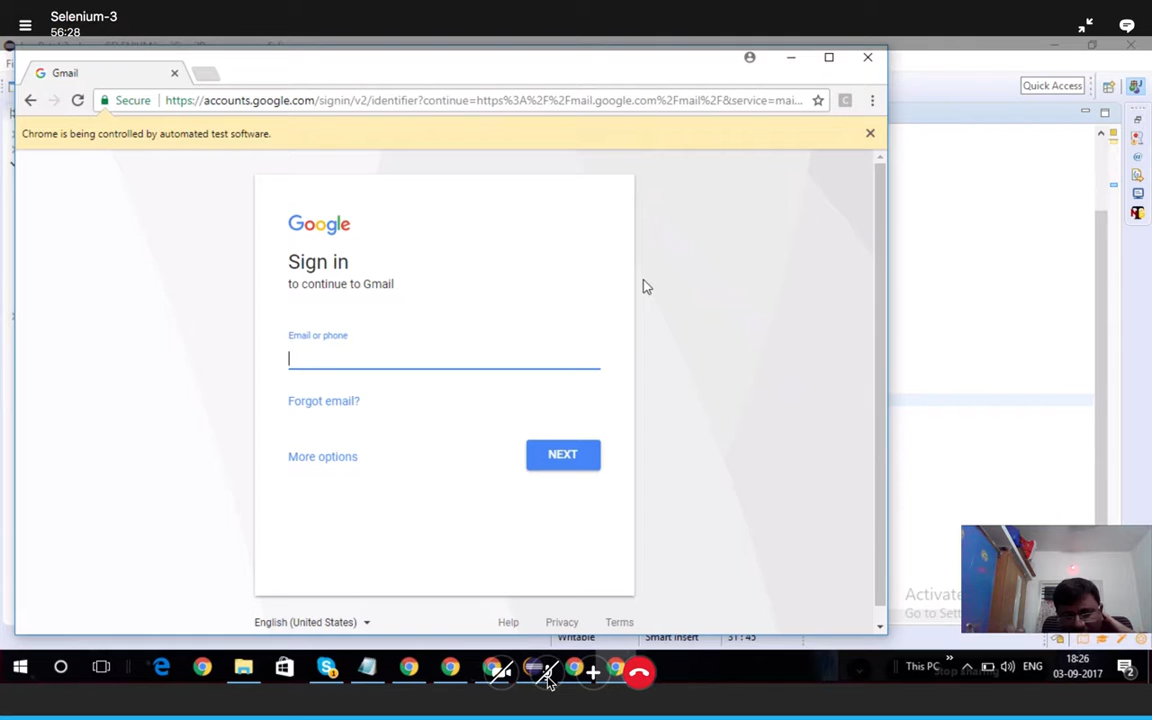 Selenium-3
56:28
Gmail
Secure
https://accounts.google.com/signin/v2/identifier?continue=https%3A%2F%2Fmail.google.com%2Fmail%2F&service=mai...
Quick Access
Chrome is being controlled by automated test software.
Google
Sign in
to continue to Gmail
Email or phone
Forgot email?
More options
NEXT
Activate
Go to Sett
English (United States)
Help
Privacy
Terms
Writable
Smart Insert
31 : 45
This PC
ENG
18:26
Stop sharing
03-09-2017